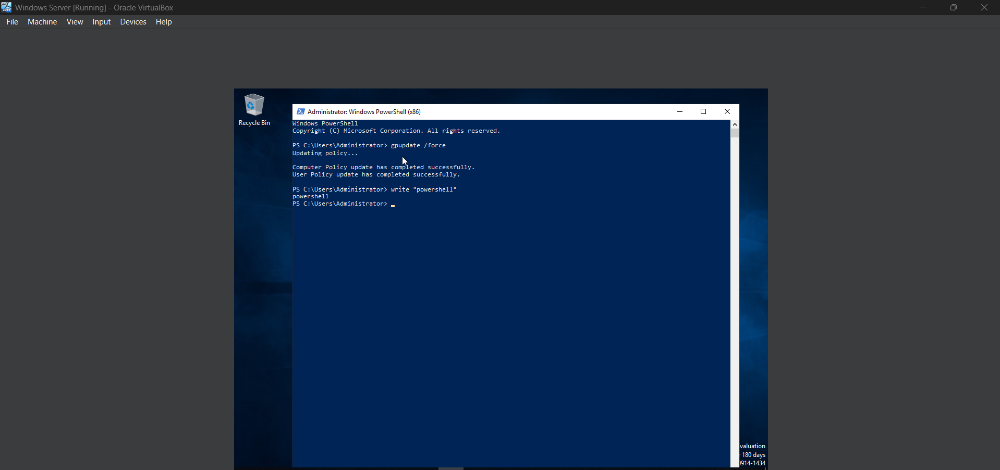 Windows Server [Running] - Oracle VirtualBox
File Machine View Input Devices Help
Recycle Bin
Administrator: Windows PowerShell (x86)
Windows PowerShell
Copyright (C) Microsoft Corporation. All rights reserved.
PS C:\Users\Administrator> gpupdate /force
Updating policy...
Computer Policy update has completed successfully.
User Policy update has completed successfully.
PS C:\Users\Administrator> write "powershell"
powershell
PS C:\Users\Administrator>
valuation
180 days
0914-1434